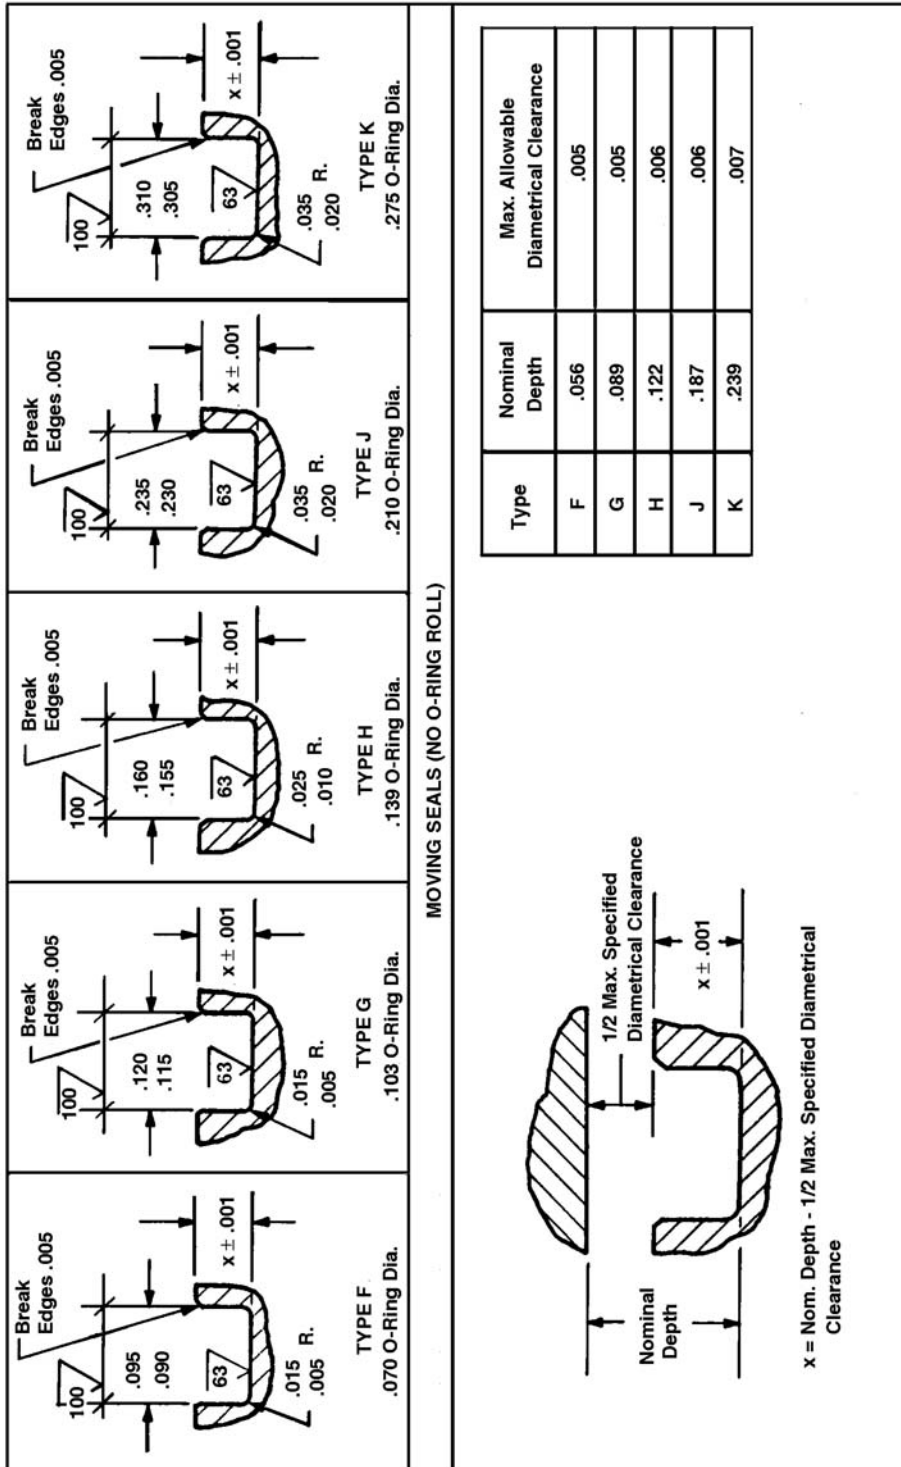 Break
Edges .005
100
.095
.090
x ± .001
63
.015 R.
.005
TYPE F
.070 O-Ring Dia.
Break
Edges .005
100
.120
.115
x ± .001
63
.015 R.
.005
TYPE G
.103 O-Ring Dia.
Break
Edges .005
100
.160
.155
x ± .001
63
.025 R.
.010
TYPE H
.139 O-Ring Dia.
Break
Edges .005
100
.235
.230
x ± .001
63
.035 R.
.020
TYPE J
.210 O-Ring Dia.
Break
Edges .005
100
.310
.305
x ± .001
63
.035 R.
.020
TYPE K
.275 O-Ring Dia.
MOVING SEALS (NO O-RING ROLL)
Nominal
Depth
1/2 Max. Specified
Diametrical Clearance
x ± .001
x = Nom. Depth - 1/2 Max. Specified Diametrical
Clearance
Type Nominal Depth Max. Allowable Diametrical Clearance
F .056 .005
G .089 .005
H .122 .006
J .187 .006
K .239 .007